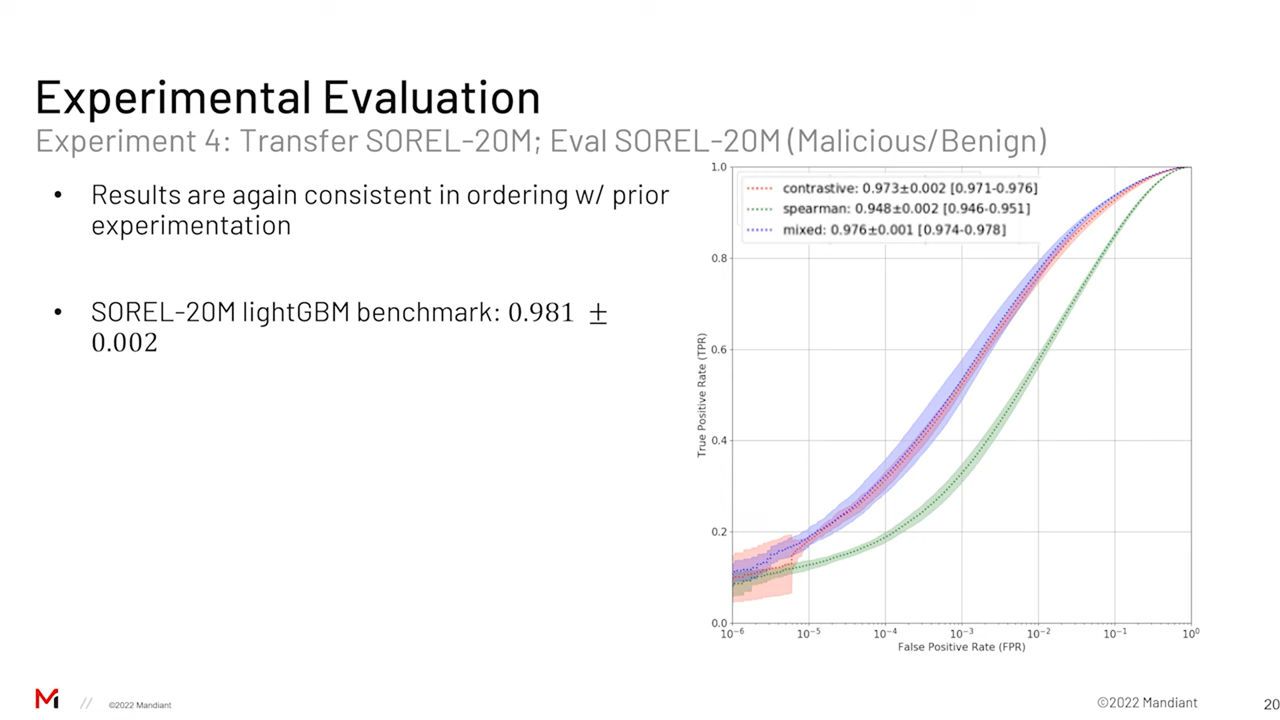 Experimental Evaluation
Experiment 4: Transfer SOREL-20M; Eval SOREL-20M (Malicious/Benign)
• Results are again consistent in ordering w/ prior
experimentation
• SOREL-20M lightGBM benchmark: 0.981 ±
0.002
contrastive: 0.973±0.002 [0.971-0.976]
spearman: 0.948±0.002 [0.946-0.951]
mixed: 0.976±0.001 [0.974-0.978]
True Positive Rate (TPR)
1.0
0.8
0.6
0.4
0.2
0.0
10⁻⁶ 10⁻⁵ 10⁻⁴ 10⁻³ 10⁻² 10⁻¹ 10⁰
False Positive Rate (FPR)
M // ©2022 Mandiant
©2022 Mandiant 20